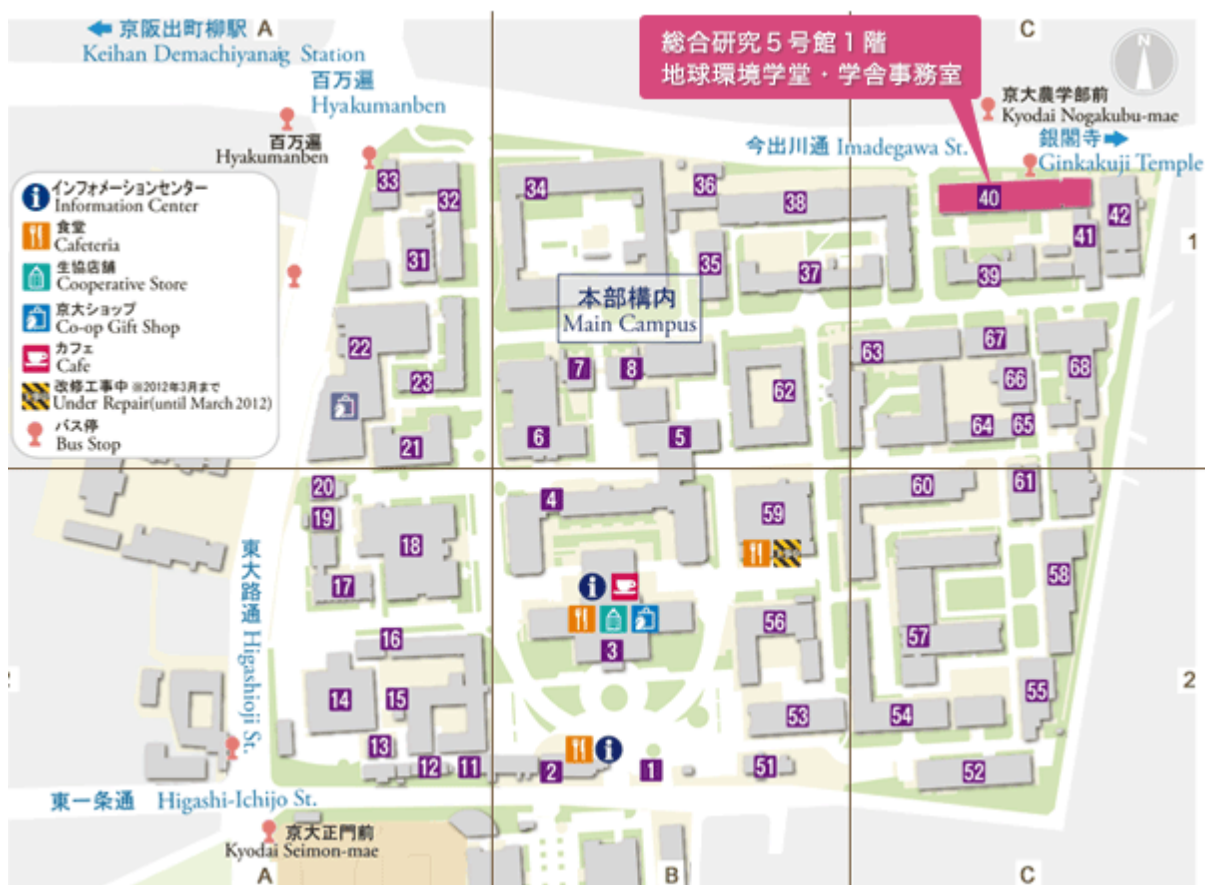 京阪出町柳駅
Keihan Demachiyanaig Station
A
C
N
総合研究5号館1階
地球環境学堂・学舎事務室
百万遍
Hyakumanben
百万遍
Hyakumanben
京大農学部前
Kyodai Nogakubu-mae
今出川通 Imadegawa St.
銀閣寺
Ginkakuji Temple
インフォメーションセンター
Information Center
食堂
Cafeteria
生協店舗
Cooperative Store
京大ショップ
Co-op Gift Shop
カフェ
Cafe
改修工事中 ※2012年3月まで
Under Repair(until March 2012)
バス停
Bus Stop
33
32
34
36
38
40
42
31
35
37
39
41
1
本部構内
Main Campus
22
23
7
8
62
63
67
66
68
21
6
5
64
65
20
19
18
17
4
59
60
61
58
東大路通 Higashioji St.
16
3
56
57
2
14
15
53
54
55
13
12
11
2
1
51
52
東一条通 Higashi-Ichijo St.
京大正門前
Kyodai Seimon-mae
A
B
C